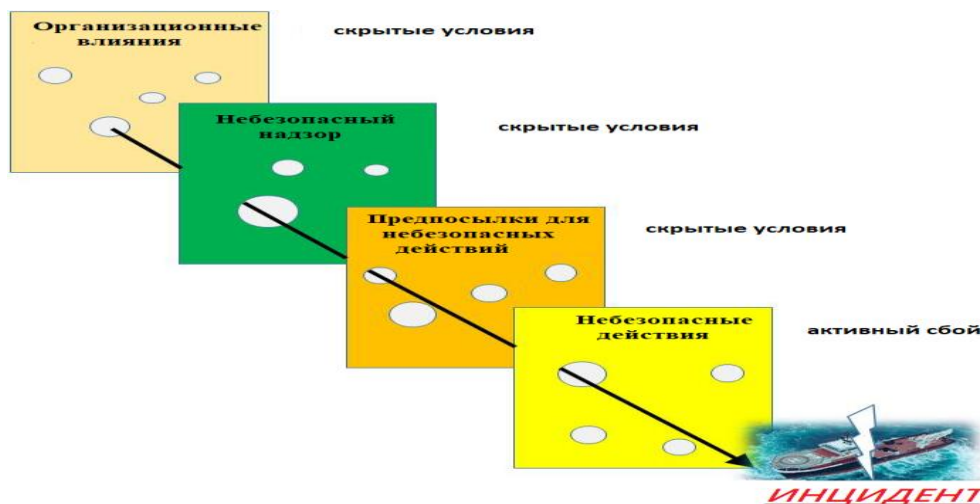 Организационные
влияния
скрытые условия
Небезопасный
надзор
скрытые условия
Предпосылки для
небезопасных
действий
скрытые условия
Небезопасные
действия
активный сбой
ИНЦИДЕНТ